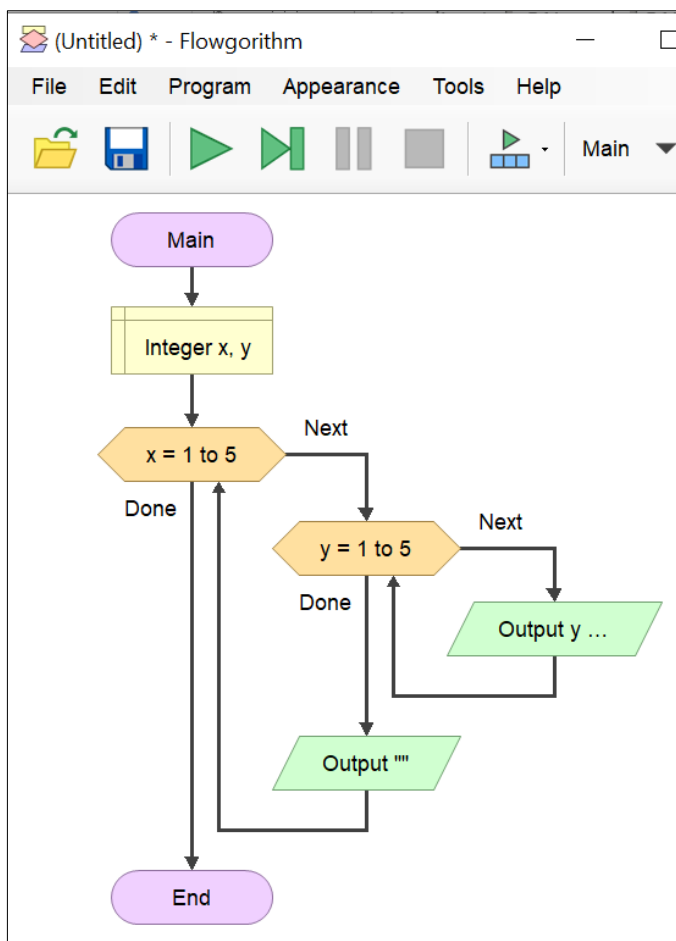 (Untitled) * - Flowgorithm
File Edit Program Appearance Tools Help
Main
Main
Integer x, y
x = 1 to 5
Next
Done
y = 1 to 5
Next
Done
Output y ...
Output ""
End